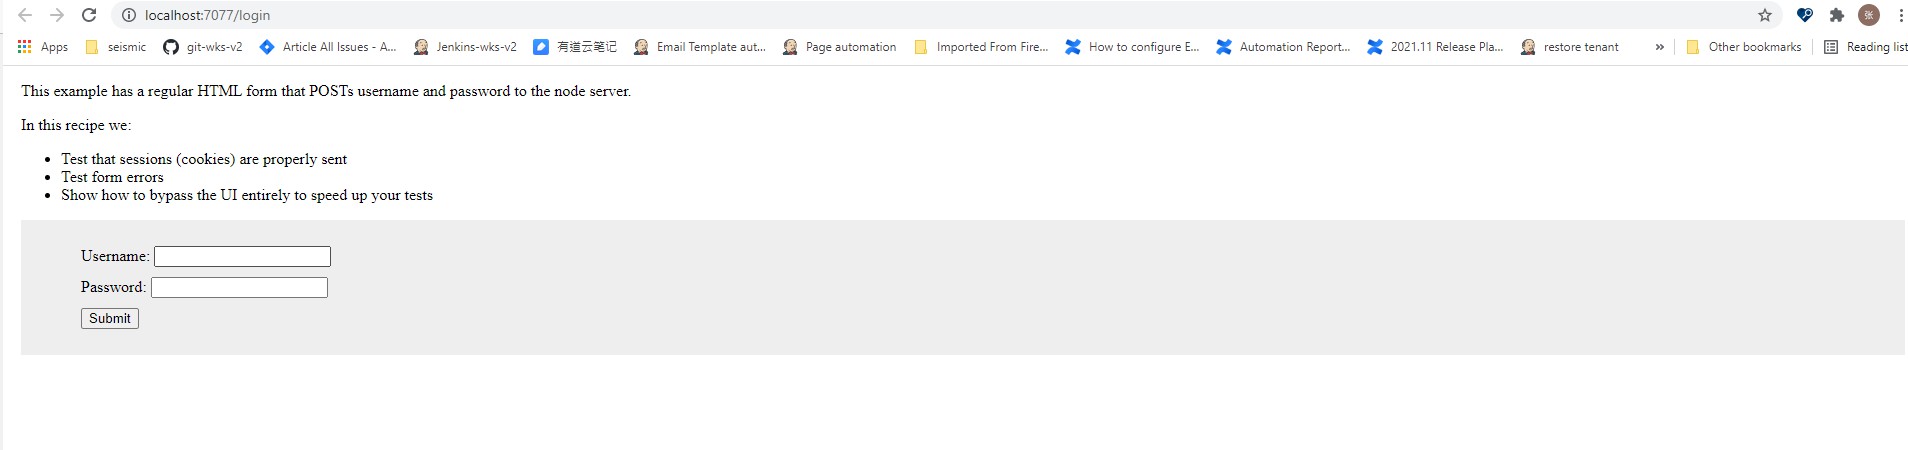 localhost:7077/login
张
Apps seismic git-wks-v2 Article All Issues - A... Jenkins-wks-v2 有道云笔记 Email Template aut... Page automation Imported From Fire... How to configure E... Automation Report... 2021.11 Release Pla... restore tenant » Other bookmarks Reading list
This example has a regular HTML form that POSTs username and password to the node server.
In this recipe we:
• Test that sessions (cookies) are properly sent
• Test form errors
• Show how to bypass the UI entirely to speed up your tests
Username:
Password:
Submit